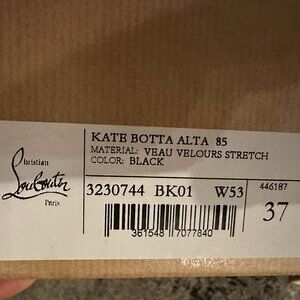 KATE BOTTA ALTA 85
MATERIAL: VEAU VELOURS STRETCH
COLOR: BLACK
Christian
Louboutin
Paris
3230744 BK01 W53
446187
37
361548 7077840